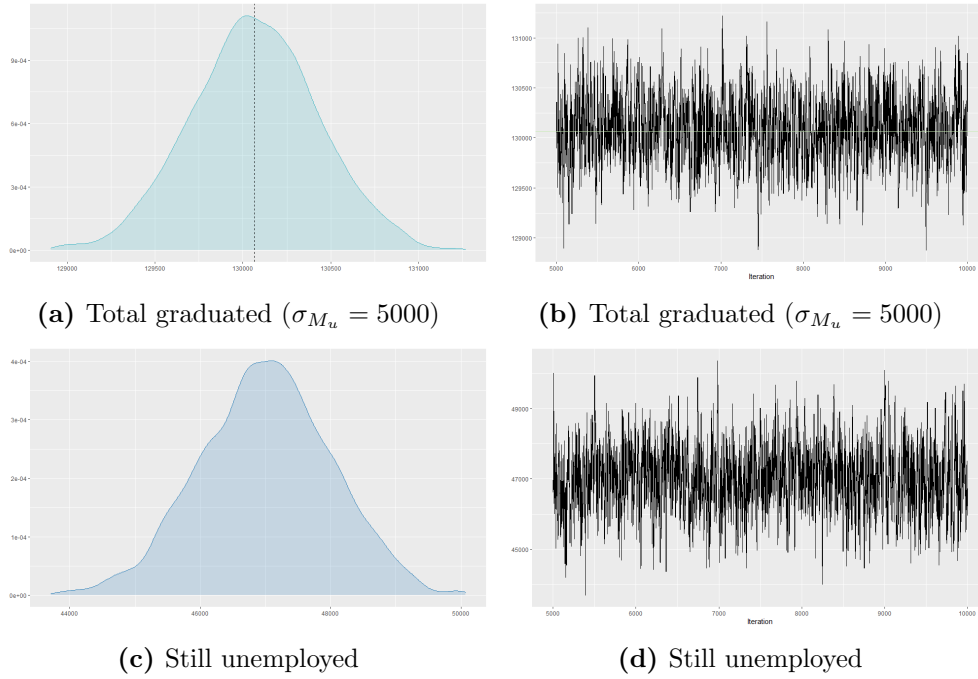 9e-04
6e-04
3e-04
0e+00
129000 129500 130000 130500 131000
131000
130500
130000
129500
129000
5000 6000 7000 8000 9000 10000
Iteration
(a) Total graduated (σ_{M_u} = 5000)
(b) Total graduated (σ_{M_u} = 5000)
4e-04
3e-04
2e-04
1e-04
0e+00
44000 46000 48000 50000
49000
47000
45000
5000 6000 7000 8000 9000 10000
Iteration
(c) Still unemployed
(d) Still unemployed